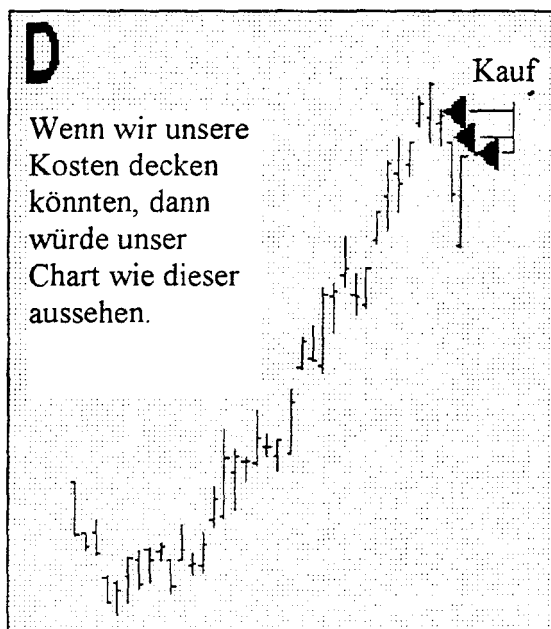 D
Kauf
Wenn wir unsere
Kosten decken
könnten, dann
würde unser
Chart wie dieser
aussehen.